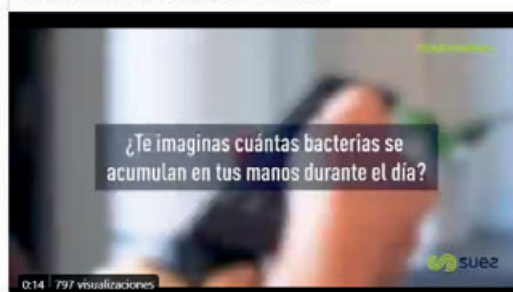 ¿Te imaginas cuántas bacterias se
acumulan en tus manos durante el día?
suez
0:14 797 visualizaciones